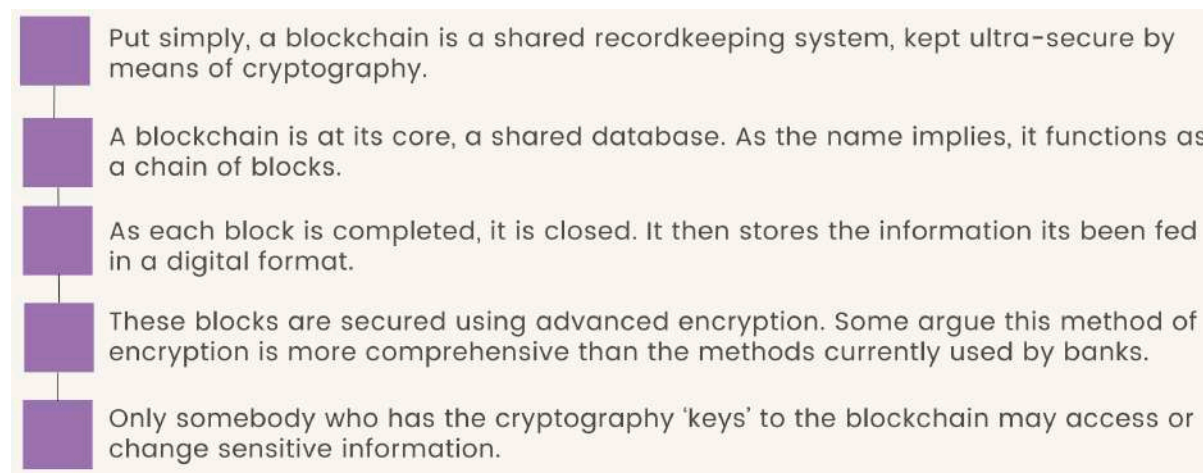 Put simply, a blockchain is a shared recordkeeping system, kept ultra-secure by
means of cryptography.
A blockchain is at its core, a shared database. As the name implies, it functions as
a chain of blocks.
As each block is completed, it is closed. It then stores the information its been fed
in a digital format.
These blocks are secured using advanced encryption. Some argue this method of
encryption is more comprehensive than the methods currently used by banks.
Only somebody who has the cryptography ‘keys’ to the blockchain may access or
change sensitive information.